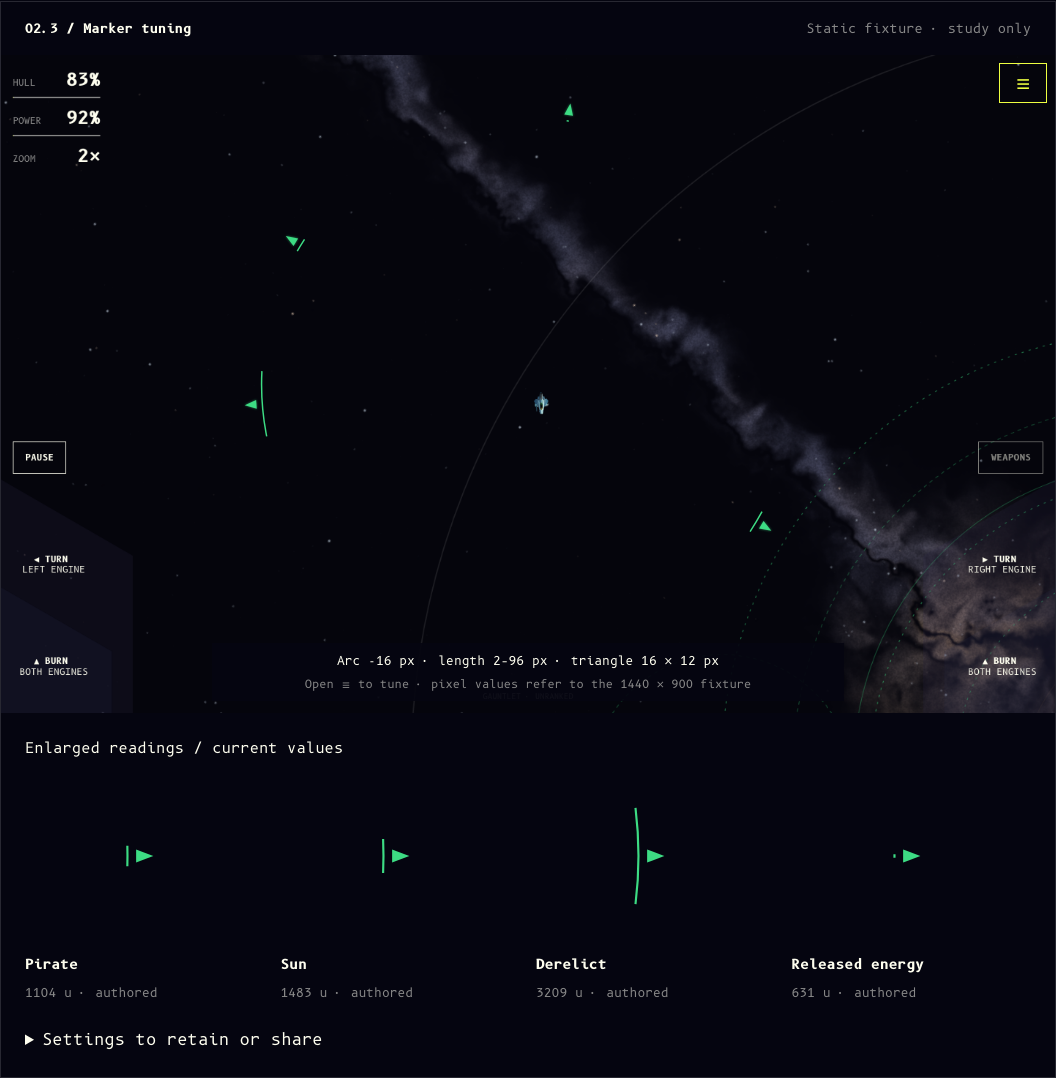 O2.3 / Marker tuning
Static fixture · study only
HULL 83%
POWER 92%
ZOOM 2×
≡
PAUSE
WEAPONS
◄ TURN
LEFT ENGINE
► TURN
RIGHT ENGINE
▲ BURN
BOTH ENGINES
▲ BURN
BOTH ENGINES
Arc -16 px · length 2-96 px · triangle 16 × 12 px
Open ≡ to tune · pixel values refer to the 1440 × 900 fixture
Enlarged readings / current values
Pirate
1104 u · authored
Sun
1483 u · authored
Derelict
3209 u · authored
Released energy
631 u · authored
▶ Settings to retain or share